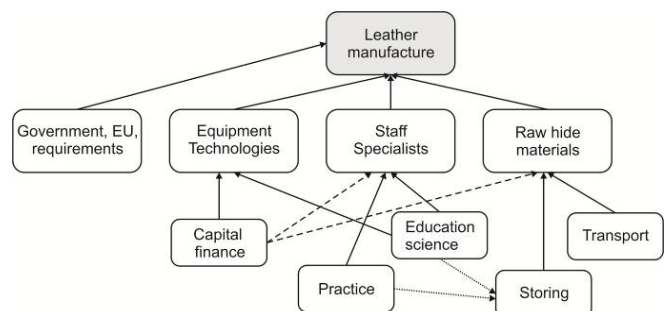 Leather
manufacture
Government, EU,
requirements
Equipment
Technologies
Staff
Specialists
Raw hide
materials
Capital
finance
Education
science
Transport
Practice
Storing